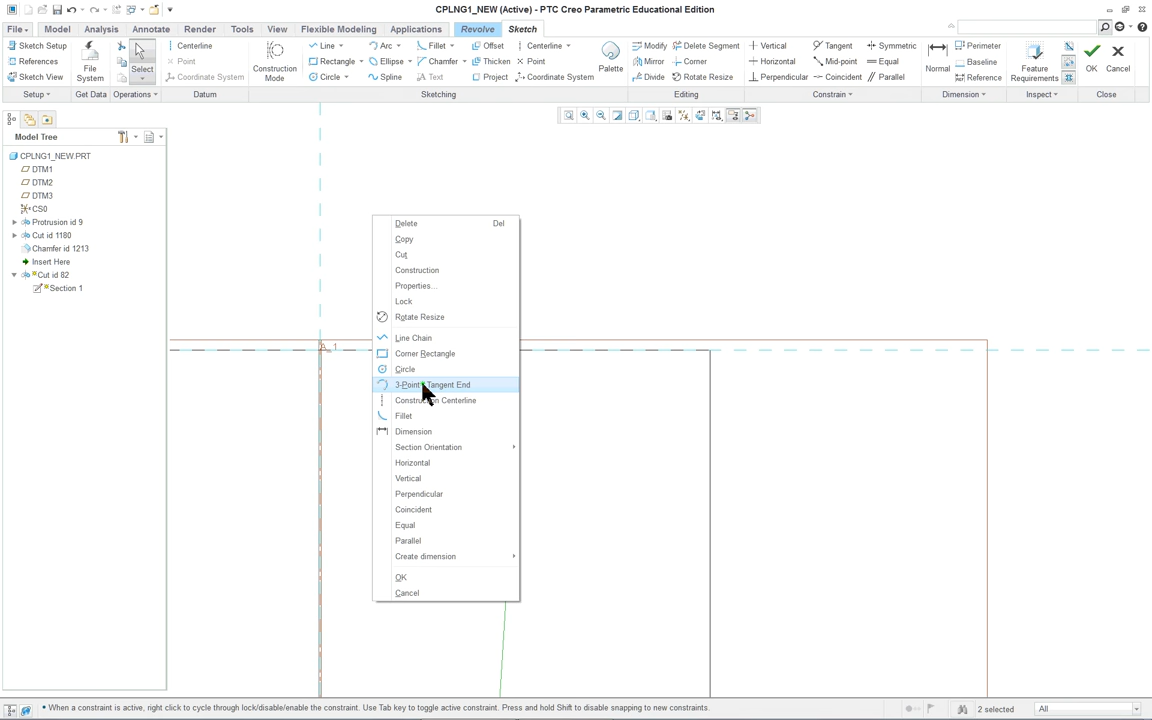 CPLNG1_NEW (Active) - PTC Creo Parametric Educational Edition
File Model Analysis Annotate Render Tools View Flexible Modeling Applications Revolve Sketch
Sketch Setup Centerline Line Arc Fillet Offset Centerline Modify Delete Segment Vertical Tangent Symmetric Perimeter
References Point Rectangle Ellipse Chamfer Thicken Point Mirror Corner Horizontal Mid-point Equal Baseline
Sketch View File System Select Coordinate System Construction Mode Circle Spline Text Project Coordinate System Palette Divide Rotate Resize Perpendicular Coincident Parallel Normal Reference Feature Requirements OK Cancel
Setup Get Data Operations Datum Sketching Editing Constrain Dimension Inspect Close
Model Tree
CPLNG1_NEW.PRT
DTM1
DTM2
DTM3
CS0
Protrusion id 9
Cut id 1180
Chamfer id 1213
Insert Here
Cut id 82
Section 1
1
Delete Del
Copy
Cut
Construction
Properties...
Lock
Rotate Resize
Line Chain
Corner Rectangle
Circle
3-Point / Tangent End
Construction Centerline
Fillet
Dimension
Section Orientation
Horizontal
Vertical
Perpendicular
Coincident
Equal
Parallel
Create dimension
OK
Cancel
• When a constraint is active, right click to cycle through lock/disable/enable the constraint. Use Tab key to toggle active constraint. Press and hold Shift to disable snapping to new constraints.
2 selected All